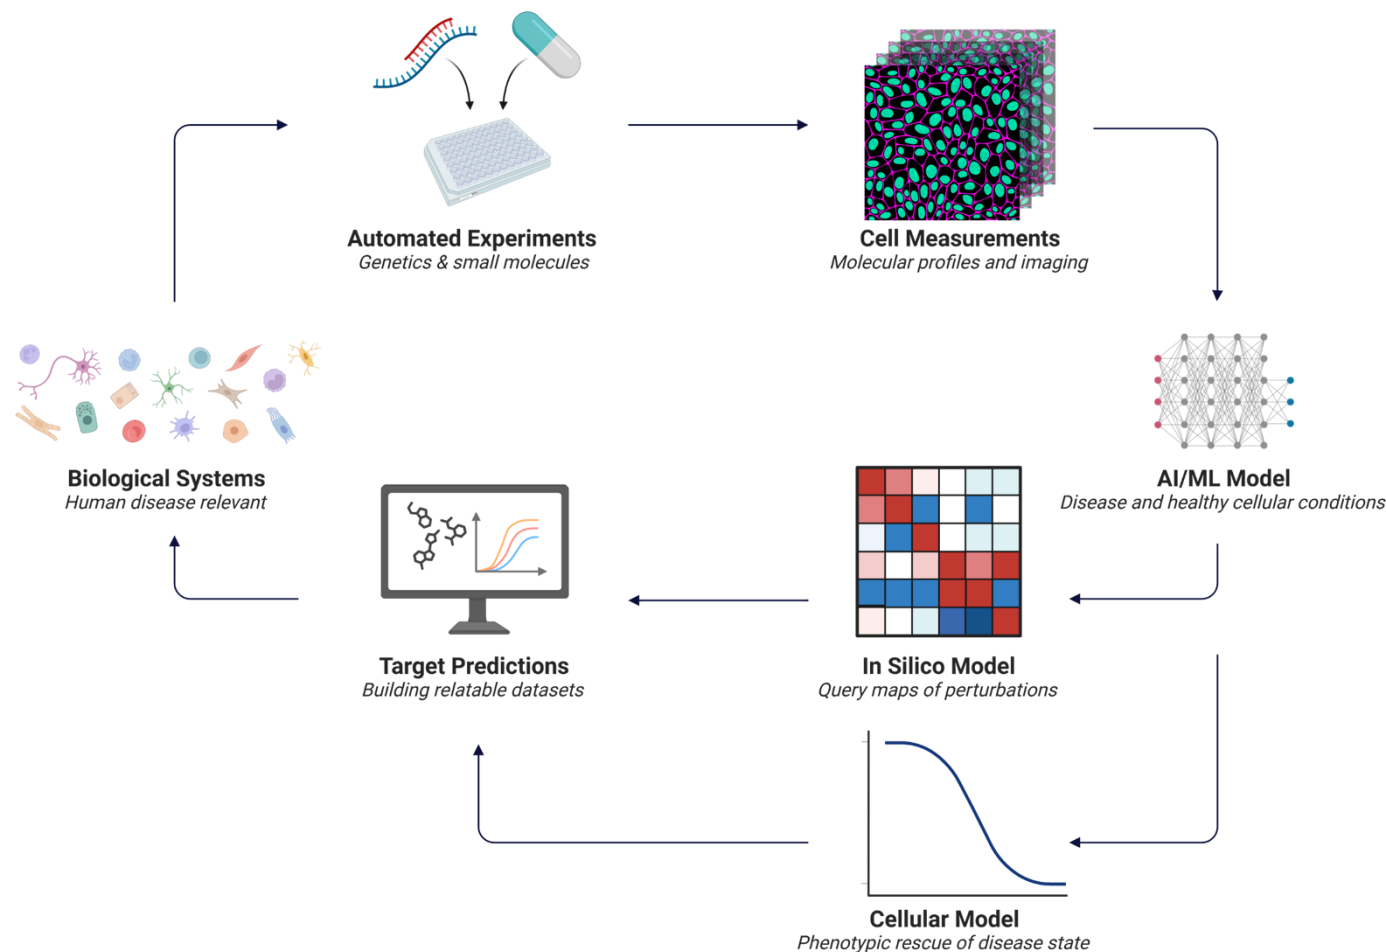 Automated Experiments
Genetics & small molecules
Cell Measurements
Molecular profiles and imaging
Biological Systems
Human disease relevant
AI/ML Model
Disease and healthy cellular conditions
Target Predictions
Building relatable datasets
In Silico Model
Query maps of perturbations
Cellular Model
Phenotypic rescue of disease state